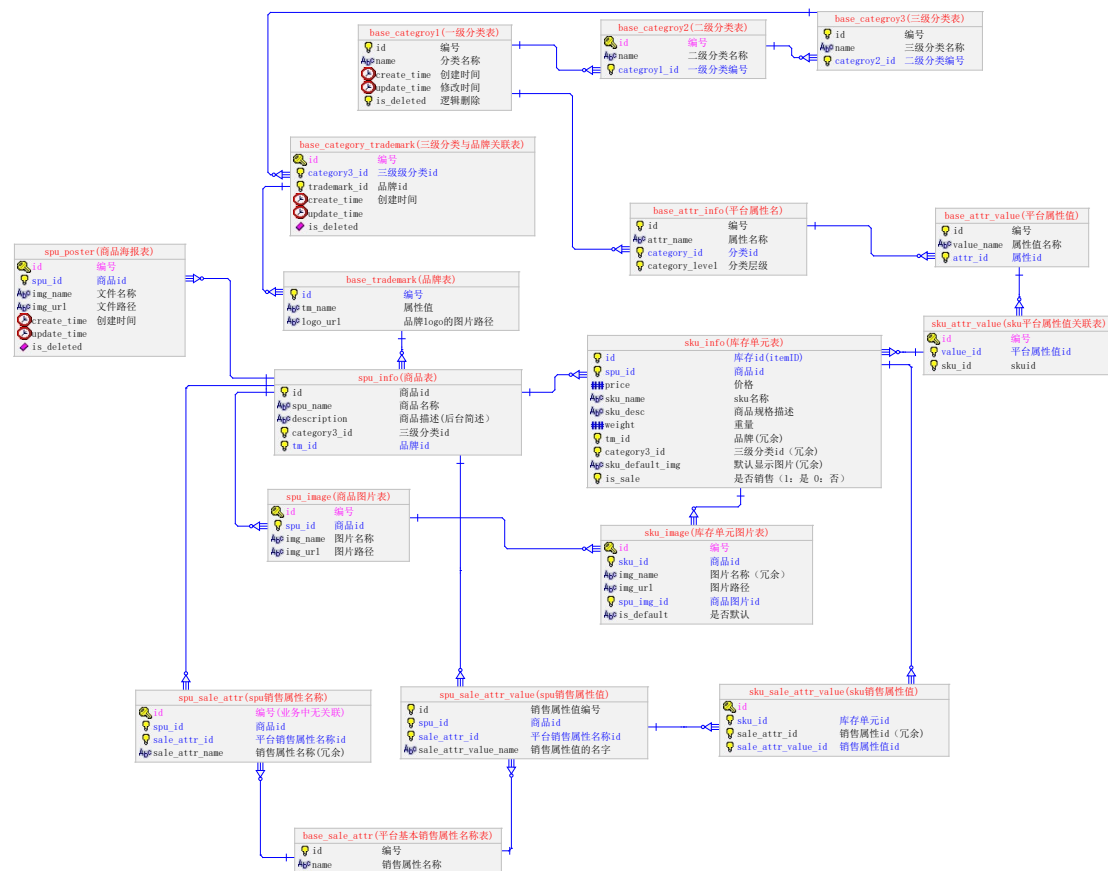 base_categroy1(一级分类表)
id 编号
name 分类名称
create_time 创建时间
update_time 修改时间
is_deleted 逻辑删除
base_categroy2(二级分类表)
id 编号
name 二级分类名称
categroy1_id 一级分类编号
base_categroy3(三级分类表)
id 编号
name 三级分类名称
categroy2_id 二级分类编号
base_category_trademark(三级分类与品牌关联表)
id 编号
category3_id 三级级分类id
trademark_id 品牌id
create_time 创建时间
update_time
is_deleted
base_attr_info(平台属性名)
id 编号
attr_name 属性名称
category_id 分类id
category_level 分类层级
base_attr_value(平台属性值)
id 编号
value_name 属性值名称
attr_id 属性id
spu_poster(商品海报表)
id 编号
spu_id 商品id
img_name 文件名称
img_url 文件路径
create_time 创建时间
update_time
is_deleted
base_trademark(品牌表)
id 编号
tm_name 属性值
logo_url 品牌logo的图片路径
sku_attr_value(sku平台属性值关联表)
id 编号
value_id 平台属性值id
sku_id skuid
sku_info(库存单元表)
id 库存id(itemID)
spu_id 商品id
price 价格
sku_name sku名称
sku_desc 商品规格描述
weight 重量
tm_id 品牌(冗余)
category3_id 三级分类id（冗余)
sku_default_img 默认显示图片(冗余)
is_sale 是否销售（1：是 0：否）
spu_info(商品表)
id 商品id
spu_name 商品名称
description 商品描述(后台简述）
category3_id 三级分类id
tm_id 品牌id
spu_image(商品图片表)
id 编号
spu_id 商品id
img_name 图片名称
img_url 图片路径
sku_image(库存单元图片表)
id 编号
sku_id 商品id
img_name 图片名称（冗余）
img_url 图片路径
spu_img_id 商品图片id
is_default 是否默认
spu_sale_attr(spu销售属性名称)
id 编号(业务中无关联)
spu_id 商品id
sale_attr_id 平台销售属性名称id
sale_attr_name 销售属性名称(冗余)
spu_sale_attr_value(spu销售属性值)
id 销售属性值编号
spu_id 商品id
sale_attr_id 平台销售属性名称id
sale_attr_value_name 销售属性值的名字
sku_sale_attr_value(sku销售属性值)
id
sku_id 库存单元id
sale_attr_id 销售属性id（冗余)
sale_attr_value_id 销售属性值id
base_sale_attr(平台基本销售属性名称表)
id 编号
name 销售属性名称